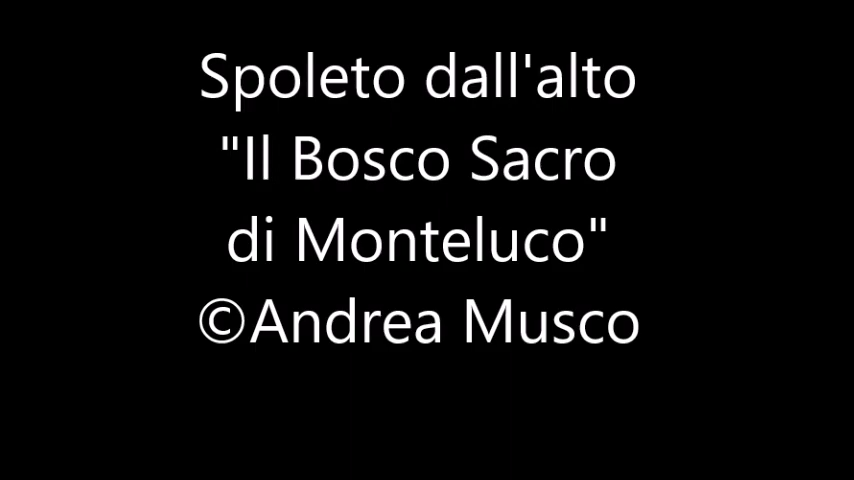 Spoleto dall'alto
"Il Bosco Sacro
di Monteluco"
©Andrea Musco